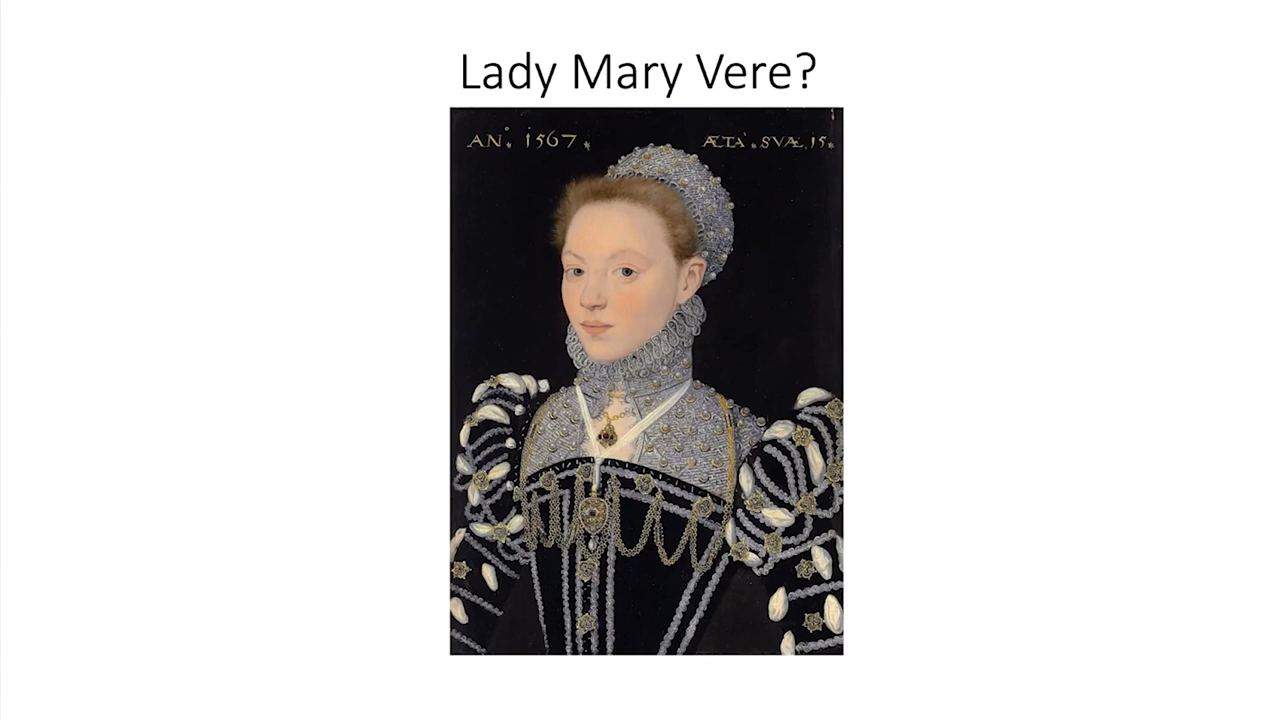 Lady Mary Vere?
AN° . 1567 .
ÆTA` . SVÆ . 15 .